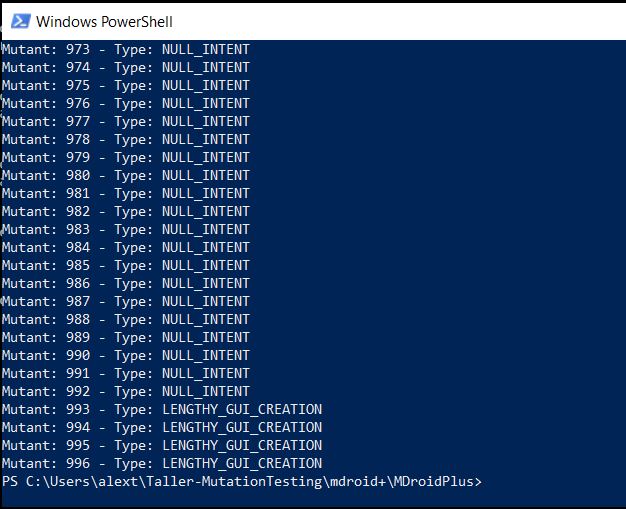 Windows PowerShell
Mutant: 973 - Type: NULL_INTENT
Mutant: 974 - Type: NULL_INTENT
Mutant: 975 - Type: NULL_INTENT
Mutant: 976 - Type: NULL_INTENT
Mutant: 977 - Type: NULL_INTENT
Mutant: 978 - Type: NULL_INTENT
Mutant: 979 - Type: NULL_INTENT
Mutant: 980 - Type: NULL_INTENT
Mutant: 981 - Type: NULL_INTENT
Mutant: 982 - Type: NULL_INTENT
Mutant: 983 - Type: NULL_INTENT
Mutant: 984 - Type: NULL_INTENT
Mutant: 985 - Type: NULL_INTENT
Mutant: 986 - Type: NULL_INTENT
Mutant: 987 - Type: NULL_INTENT
Mutant: 988 - Type: NULL_INTENT
Mutant: 989 - Type: NULL_INTENT
Mutant: 990 - Type: NULL_INTENT
Mutant: 991 - Type: NULL_INTENT
Mutant: 992 - Type: NULL_INTENT
Mutant: 993 - Type: LENGTHY_GUI_CREATION
Mutant: 994 - Type: LENGTHY_GUI_CREATION
Mutant: 995 - Type: LENGTHY_GUI_CREATION
Mutant: 996 - Type: LENGTHY_GUI_CREATION
PS C:\Users\alext\Taller-MutationTesting\mdroid+\MDroidPlus>